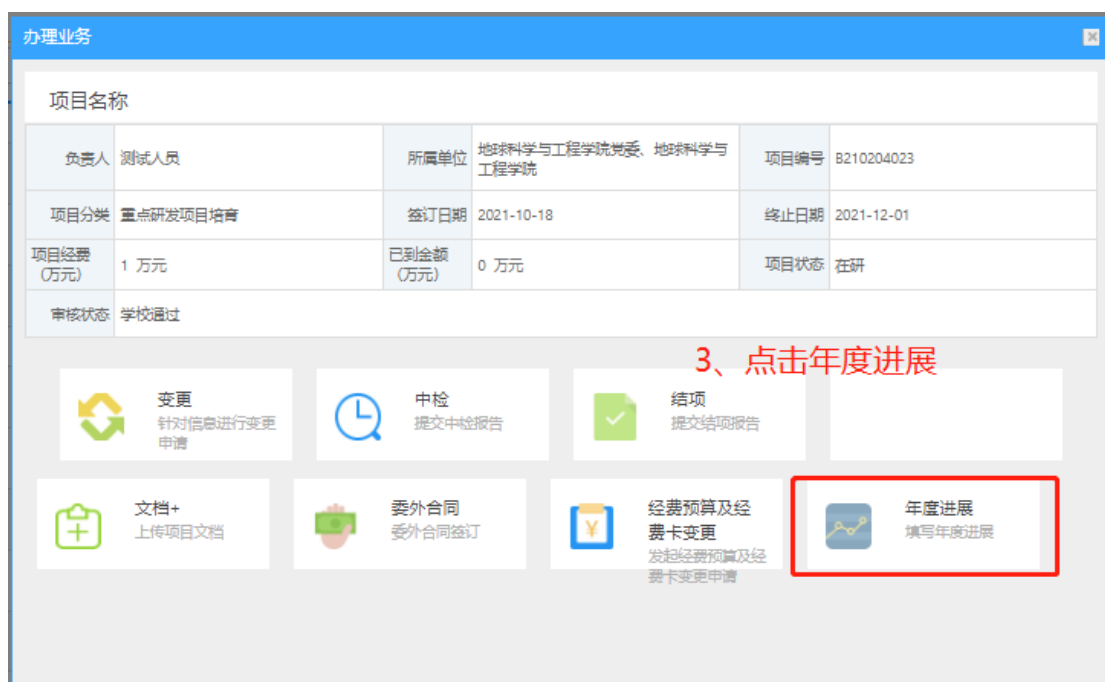 办理业务
项目名称
负责人 测试人员 所属单位 地球科学与工程学院党委、地球科学与
工程学院 项目编号 B210204023
项目分类 重点研发项目培育 签订日期 2021-10-18 终止日期 2021-12-01
项目经费
(万元) 1 万元 已到金额
(万元) 0 万元 项目状态 在研
审核状态 学校通过
3、点击年度进展
变更
针对信息进行变更
申请
中检
提交中检报告
结项
提交结项报告
文档+
上传项目文档
委外合同
委外合同签订
经费预算及经
费卡变更
发起经费预算及经
费卡变更申请
年度进展
填写年度进展